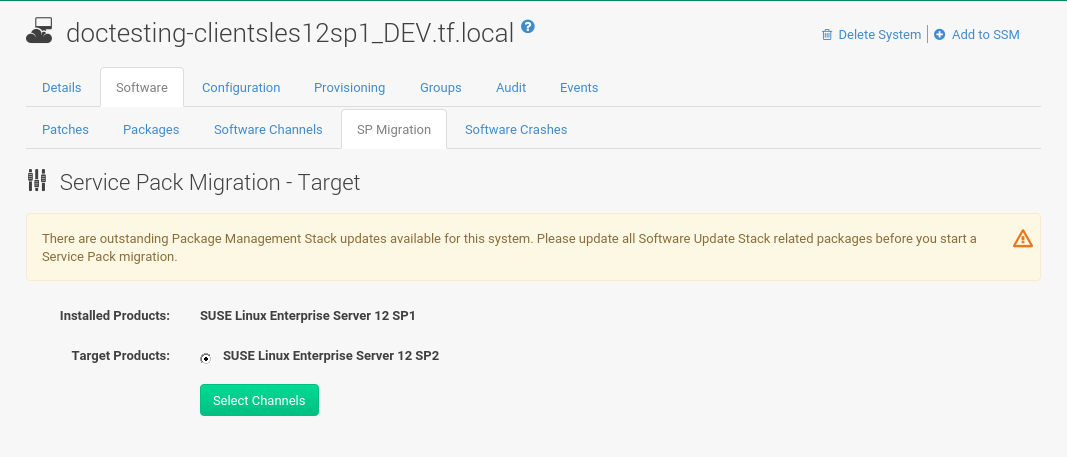 doctesting-clientsles12sp1_DEV.tf.local ?
Delete System | Add to SSM
Details Software Configuration Provisioning Groups Audit Events
Patches Packages Software Channels SP Migration Software Crashes
Service Pack Migration - Target
There are outstanding Package Management Stack updates available for this system. Please update all Software Update Stack related packages before you start a
Service Pack migration.
Installed Products: SUSE Linux Enterprise Server 12 SP1
Target Products: SUSE Linux Enterprise Server 12 SP2
Select Channels